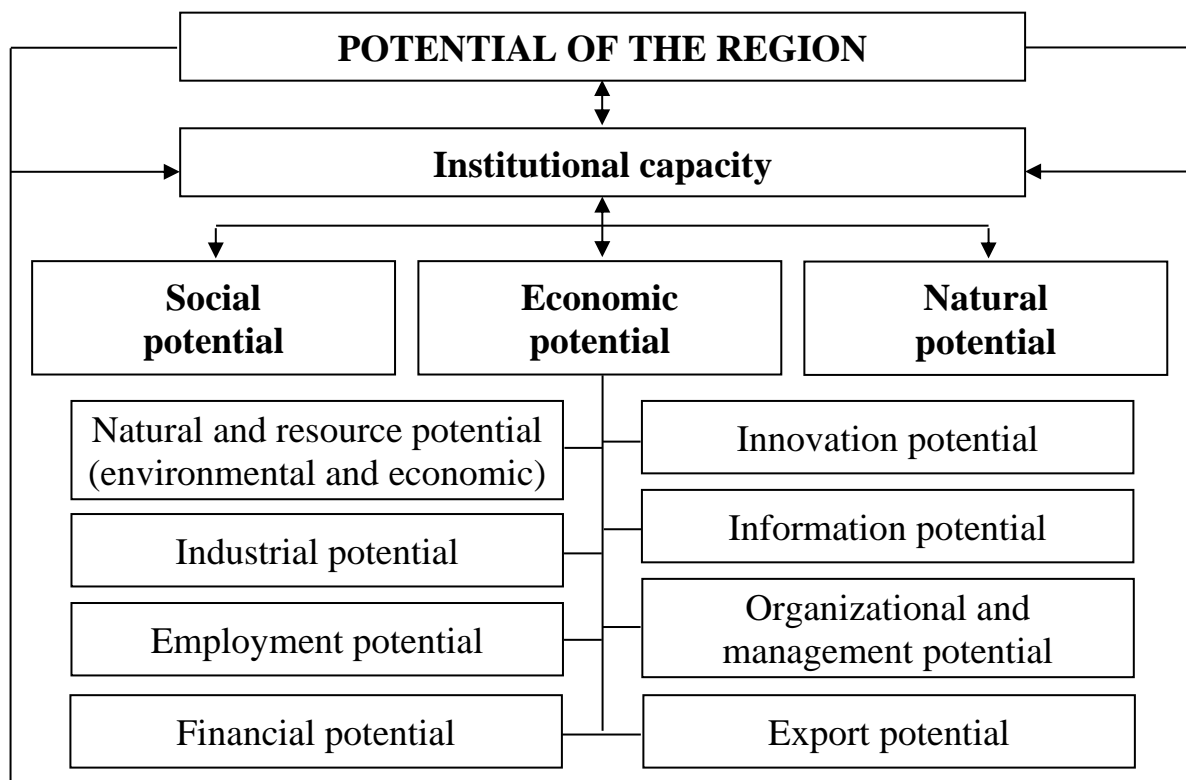 POTENTIAL OF THE REGION
Institutional capacity
Social
potential
Economic
potential
Natural
potential
Natural and resource potential
(environmental and economic)
Innovation potential
Industrial potential
Information potential
Employment potential
Organizational and
management potential
Financial potential
Export potential